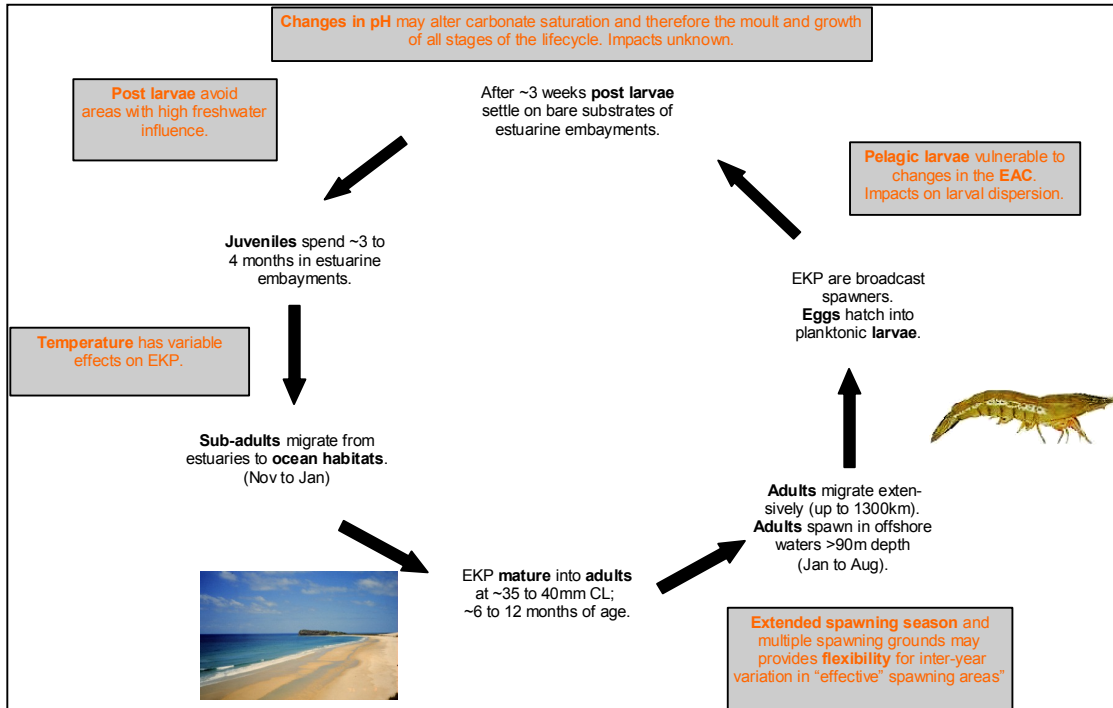 Changes in pH may alter carbonate saturation and therefore the moult and growth
of all stages of the lifecycle. Impacts unknown.
Post larvae avoid
areas with high freshwater
influence.
After ~3 weeks post larvae
settle on bare substrates of
estuarine embayments.
Pelagic larvae vulnerable to
changes in the EAC.
Impacts on larval dispersion.
Juveniles spend ~3 to
4 months in estuarine
embayments.
EKP are broadcast
spawners.
Eggs hatch into
planktonic larvae.
Temperature has variable
effects on EKP.
Sub-adults migrate from
estuaries to ocean habitats.
(Nov to Jan)
Adults migrate exten-
sively (up to 1300km).
Adults spawn in offshore
waters >90m depth
(Jan to Aug).
EKP mature into adults
at ~35 to 40mm CL;
~6 to 12 months of age.
Extended spawning season and
multiple spawning grounds may
provides flexibility for inter-year
variation in “effective” spawning areas”